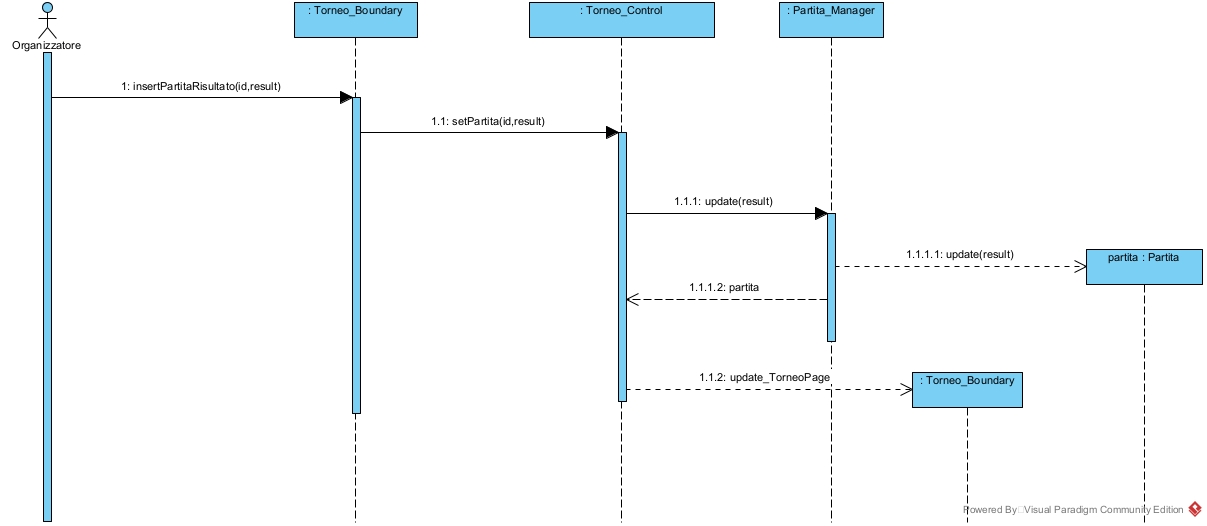 : Torneo_Boundary
: Torneo_Control
: Partita_Manager
Organizzatore
1: insertPartitaRisultato(id,result)
1.1: setPartita(id,result)
1.1.1: update(result)
1.1.1.1: update(result)
partita : Partita
1.1.1.2: partita
1.1.2: update_TorneoPage
: Torneo_Boundary
Powered By Visual Paradigm Community Edition